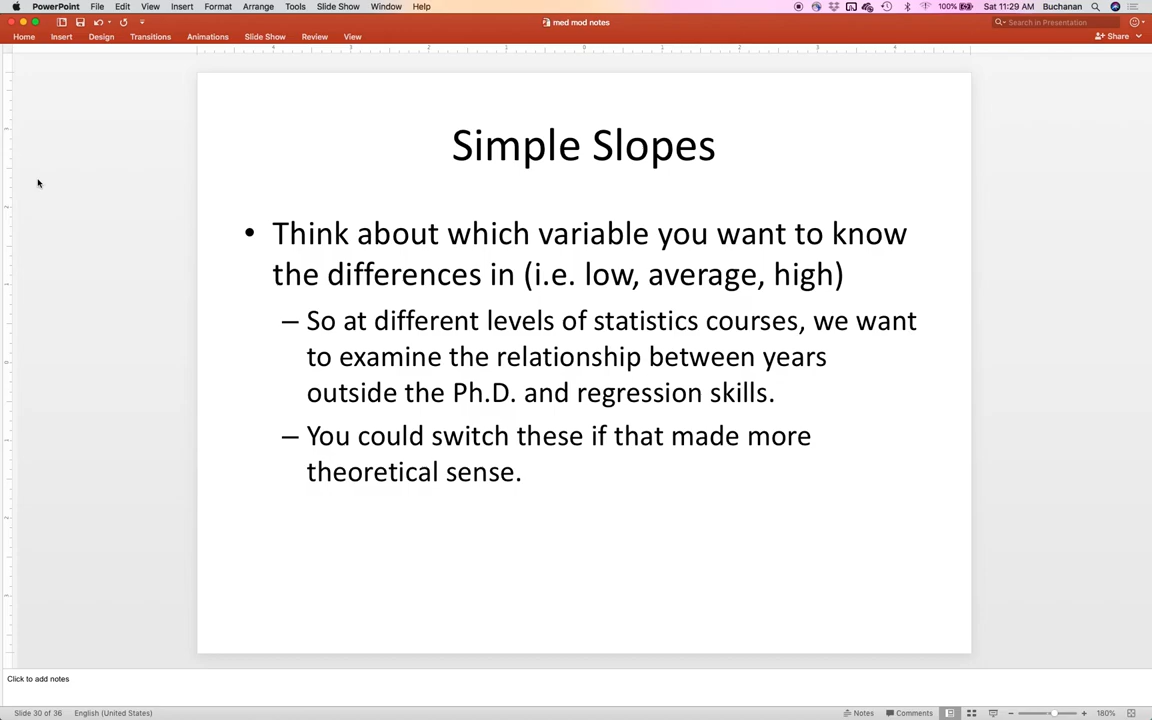 PowerPoint File Edit View Insert Format Arrange Tools Slide Show Window Help 100% Sat 11:29 AM Buchanan
med mod notes Search in Presentation
Home Insert Design Transitions Animations Slide Show Review View Share
Simple Slopes
• Think about which variable you want to know
the differences in (i.e. low, average, high)
– So at different levels of statistics courses, we want
to examine the relationship between years
outside the Ph.D. and regression skills.
– You could switch these if that made more
theoretical sense.
Click to add notes
Slide 30 of 36 English (United States) Notes Comments 180%